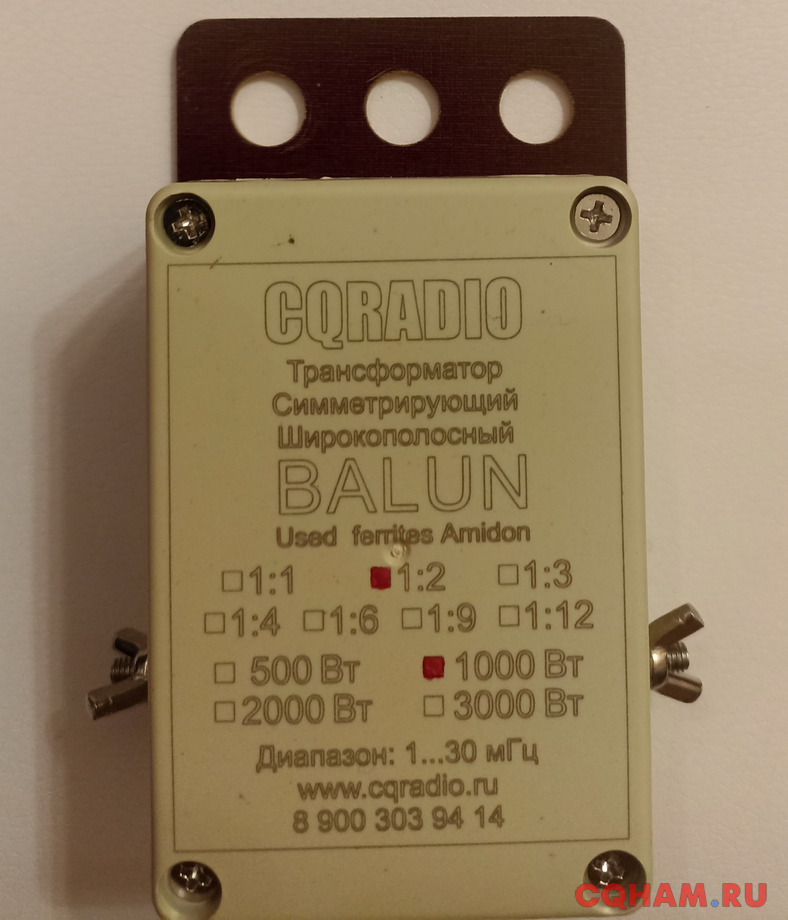 CQRADIO
Трансформатор
Симметрирующий
Широкополосный
BALUN
Used ferrites Amidon
1:1 1:2 1:3
1:4 1:6 1:9 1:12
500 Вт 1000 Вт
2000 Вт 3000 Вт
Диапазон: 1...30 мГц
www.cqradio.ru
8 900 303 94 14
CQHAM.RU